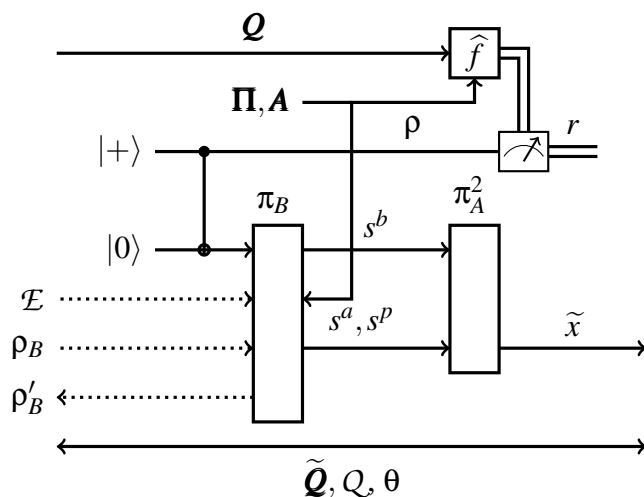 𝑸 f̂
𝚷, 𝑨
ρ
|+⟩ r
π_B π_A^2
|0⟩ s^b
ℰ
s^a, s^p
ρ_B x̃
ρ′_B
𝑸̃, 𝒬, θ